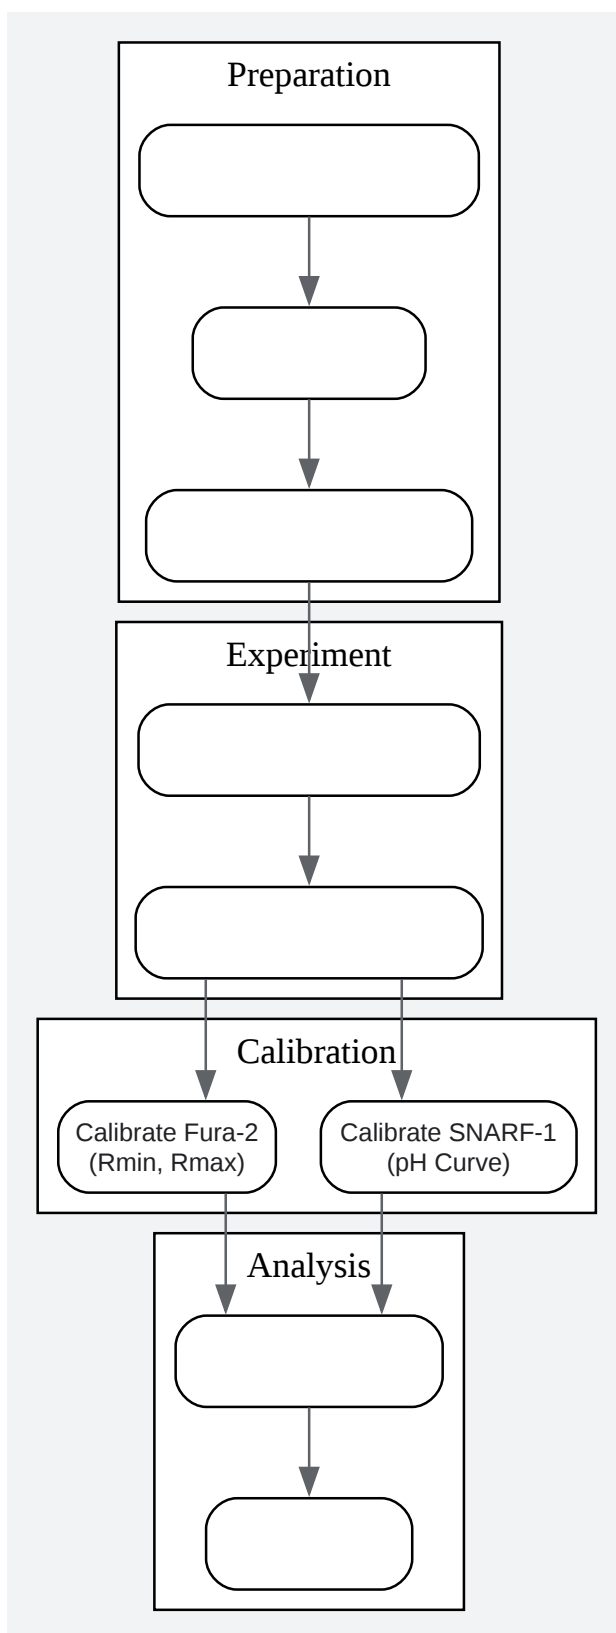 Preparation
Experiment
Calibration
Calibrate Fura-2
(Rmin, Rmax)
Calibrate SNARF-1
(pH Curve)
Analysis